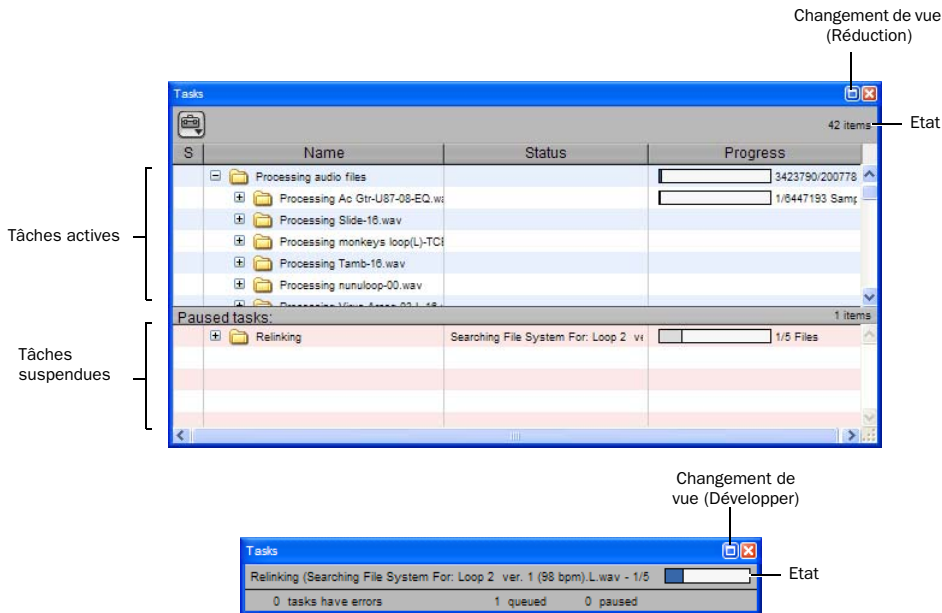 Changement de vue
(Réduction)
Tasks
42 items
Etat
S Name Status Progress
Tâches actives
Processing audio files 3423790/200778
Processing Ac Gtr-U87-08-EQ.wa 1/6447193 Samp
Processing Slide-16.wav
Processing monkeys loop(L)-TCE
Processing Tamb-16.wav
Processing nunuloop-00.wav
Paused tasks: 1 items
Tâches
suspendues
Relinking Searching File System For: Loop 2 ve 1/5 Files
Changement de
vue (Développer)
Tasks
Relinking (Searching File System For: Loop 2 ver. 1 (98 bpm).L.wav - 1/5
Etat
0 tasks have errors 1 queued 0 paused